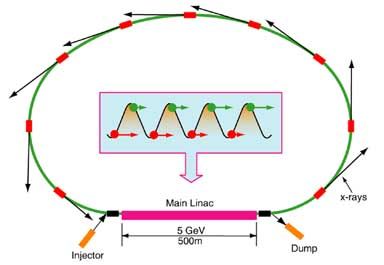 Main Linac
x-rays
5 GeV
500m
Injector
Dump